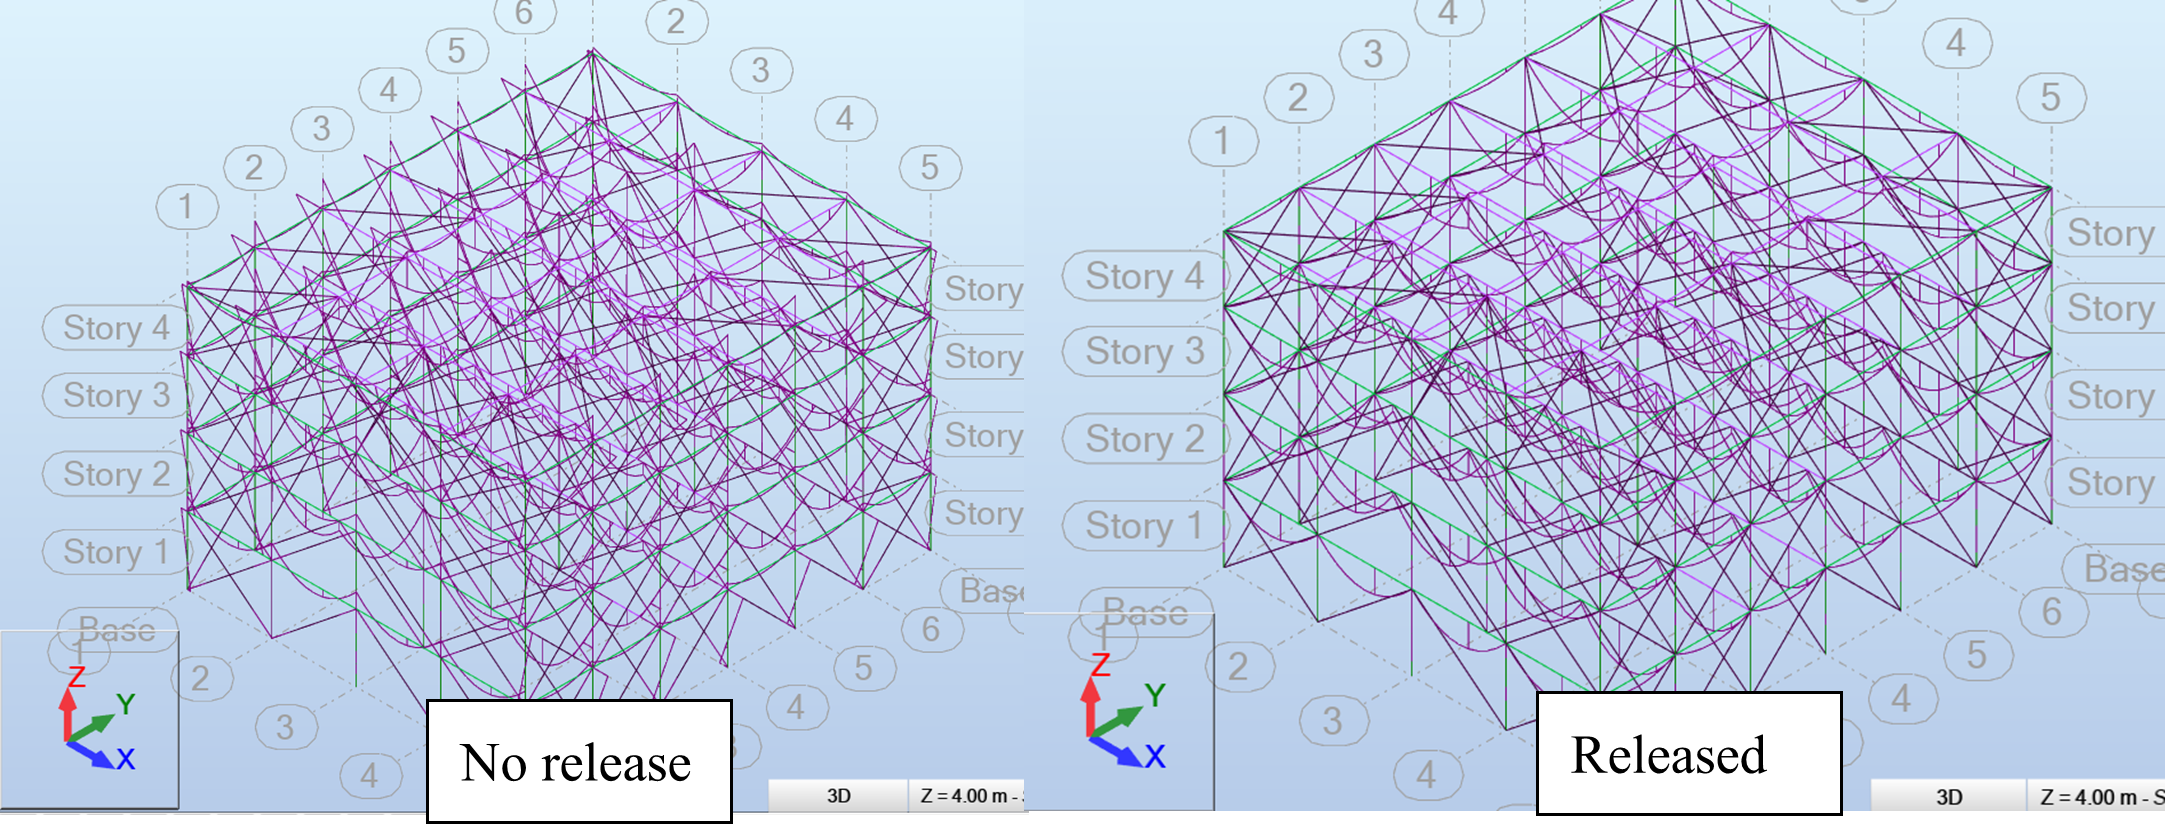 6
2
5
3
4
4
3
5
2
1
Story 4
Story 3
Story 2
Story 1
Base
1
Story
Story
Story
Story
Base
6
5
4
2
3
4
Z
Y
X
No release
3D
Z = 4.00 m -
4
3
2
1
4
5
Story 4
Story 3
Story 2
Story 1
Base
1
Story
Story
Story
Story
Base
6
5
4
2
3
4
Z
Y
X
Released
3D
Z = 4.00 m - S